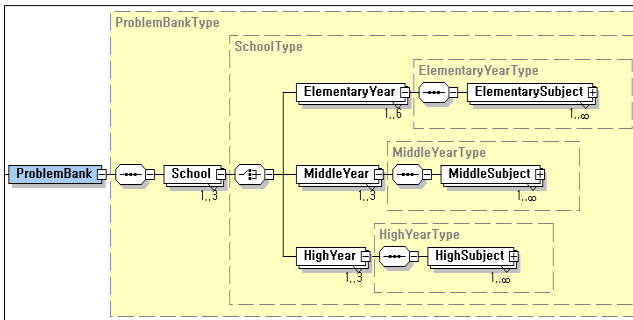 ProblemBankType
SchoolType
ElementaryYearType
ElementaryYear
ElementarySubject
1..6
1..∞
MiddleYearType
ProblemBank
School
MiddleYear
MiddleSubject
1..3
1..3
1..∞
HighYearType
HighYear
HighSubject
1..3
1..∞